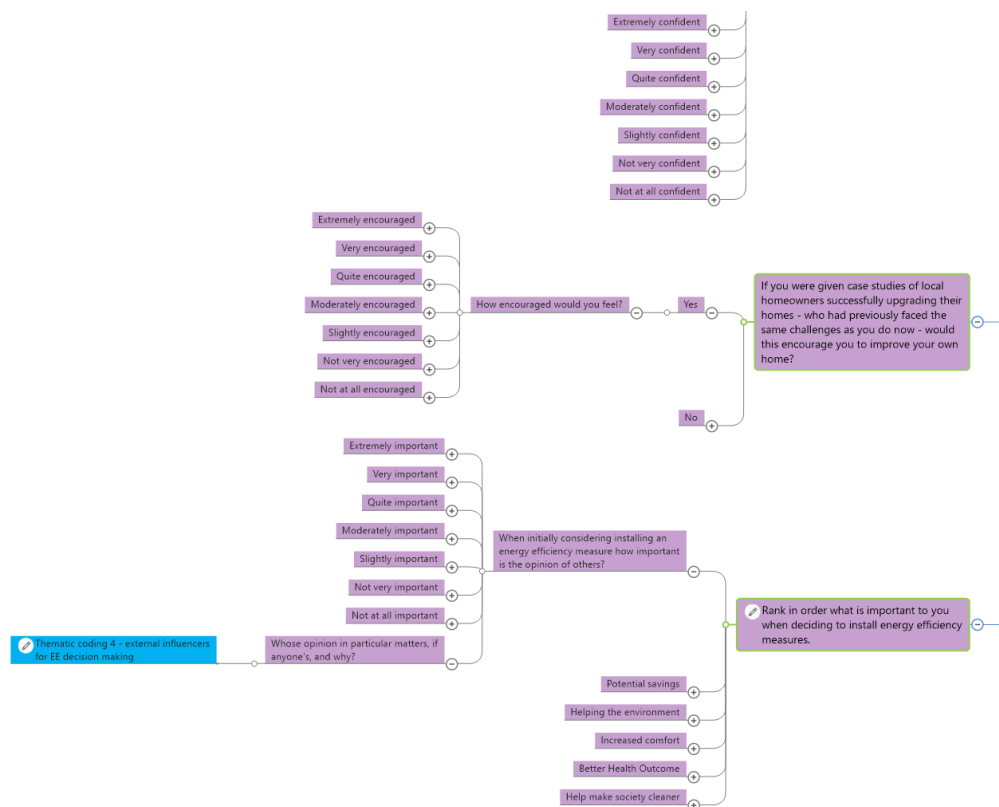 Extremely confident
Very confident
Quite confident
Moderately confident
Slightly confident
Not very confident
Not at all confident
Extremely encouraged
Very encouraged
Quite encouraged
Moderately encouraged
Slightly encouraged
Not very encouraged
Not at all encouraged
How encouraged would you feel?
Yes
If you were given case studies of local
homeowners successfully upgrading their
homes - who had previously faced the
same challenges as you do now - would
this encourage you to improve your own
home?
No
Extremely important
Very important
Quite important
Moderately important
Slightly important
Not very important
Not at all important
When initially considering installing an
energy efficiency measure how important
is the opinion of others?
Thematic coding 4 - external influencers
for EE decision making
Whose opinion in particular matters, if
anyone's, and why?
Rank in order what is important to you
when deciding to install energy efficiency
measures.
Potential savings
Helping the environment
Increased comfort
Better Health Outcome
Help make society cleaner